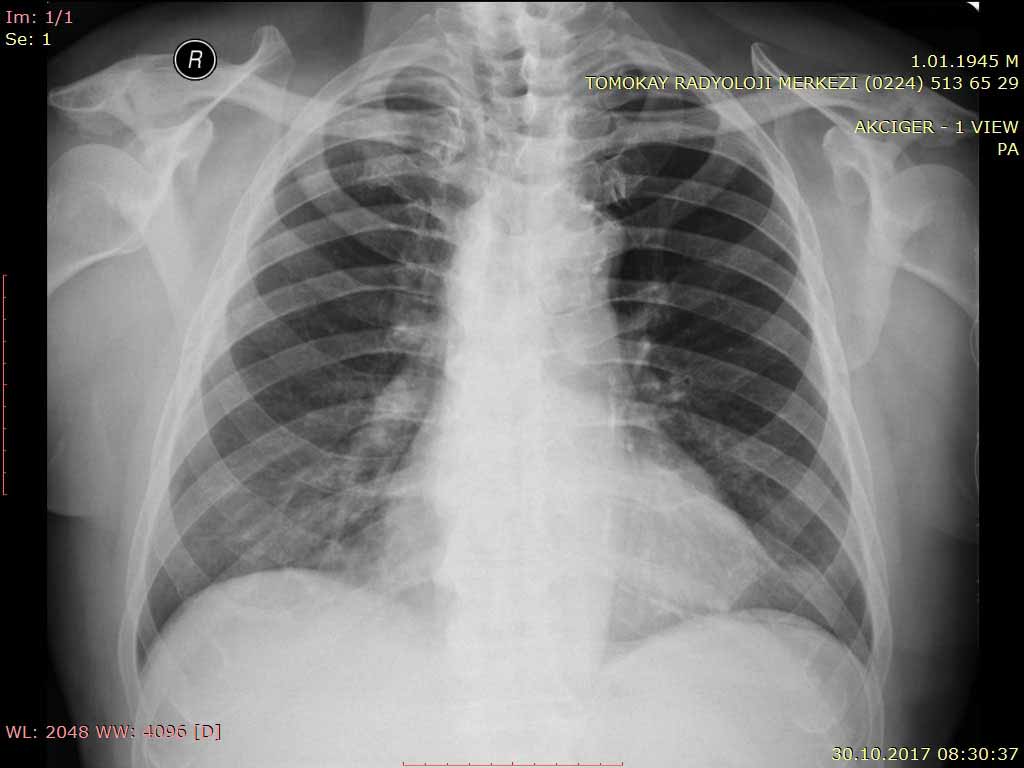 Im: 1/1
Se: 1
R
1.01.1945 M
TOMOKAY RADYOLOJI MERKEZI (0224) 513 65 29
AKCIGER - 1 VIEW
PA
WL: 2048 WW: 4096 [D]
30.10.2017 08:30:37